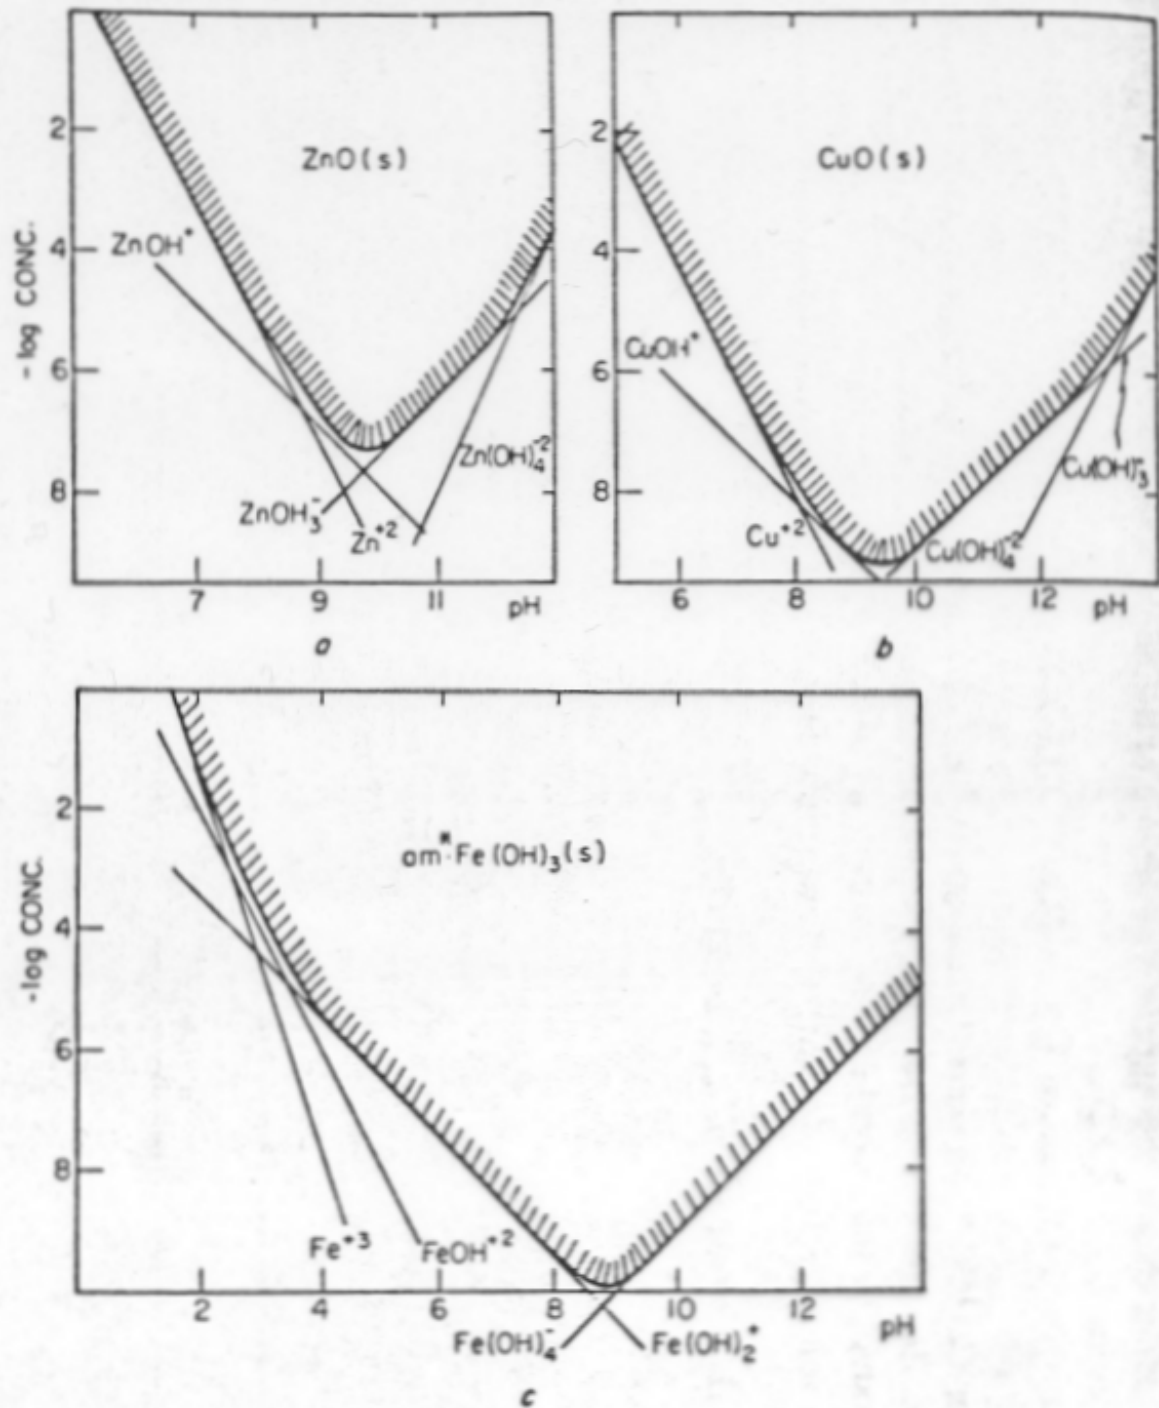 ZnO(s)
- log CONC.
2
4
6
8
ZnOH⁺
ZnOH₃⁻
Zn⁺²
Zn(OH)₄⁻²
7
9
11
pH
a
CuO(s)
2
4
6
8
CuOH⁺
Cu⁺²
Cu(OH)₄⁻²
Cu(OH)₃⁻
6
8
10
12
pH
b
am*·Fe(OH)₃(s)
-log CONC.
2
4
6
8
Fe⁺³
FeOH⁺²
2
4
6
8
10
12
pH
Fe(OH)₄⁻
Fe(OH)₂⁺
c